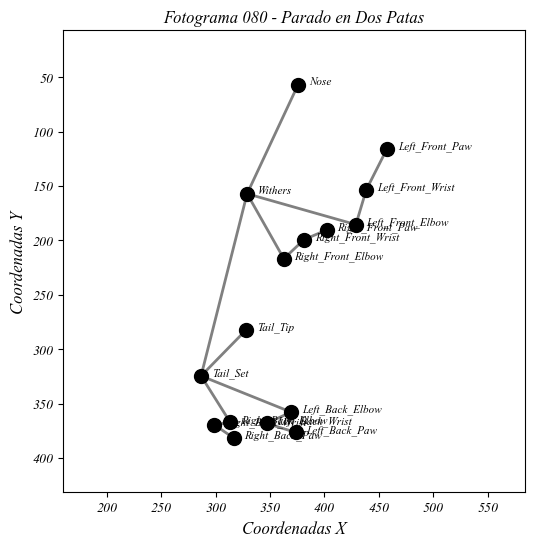 Fotograma 080 - Parado en Dos Patas
Coordenadas Y
50
100
150
200
250
300
350
400
Nose
Left_Front_Paw
Left_Front_Wrist
Withers
Left_Front_Elbow
Right_Front_Paw
Right_Front_Wrist
Right_Front_Elbow
Tail_Tip
Tail_Set
Left_Back_Elbow
Left_Back_Paw
Right_Back_Paw
200 250 300 350 400 450 500 550
Coordenadas X